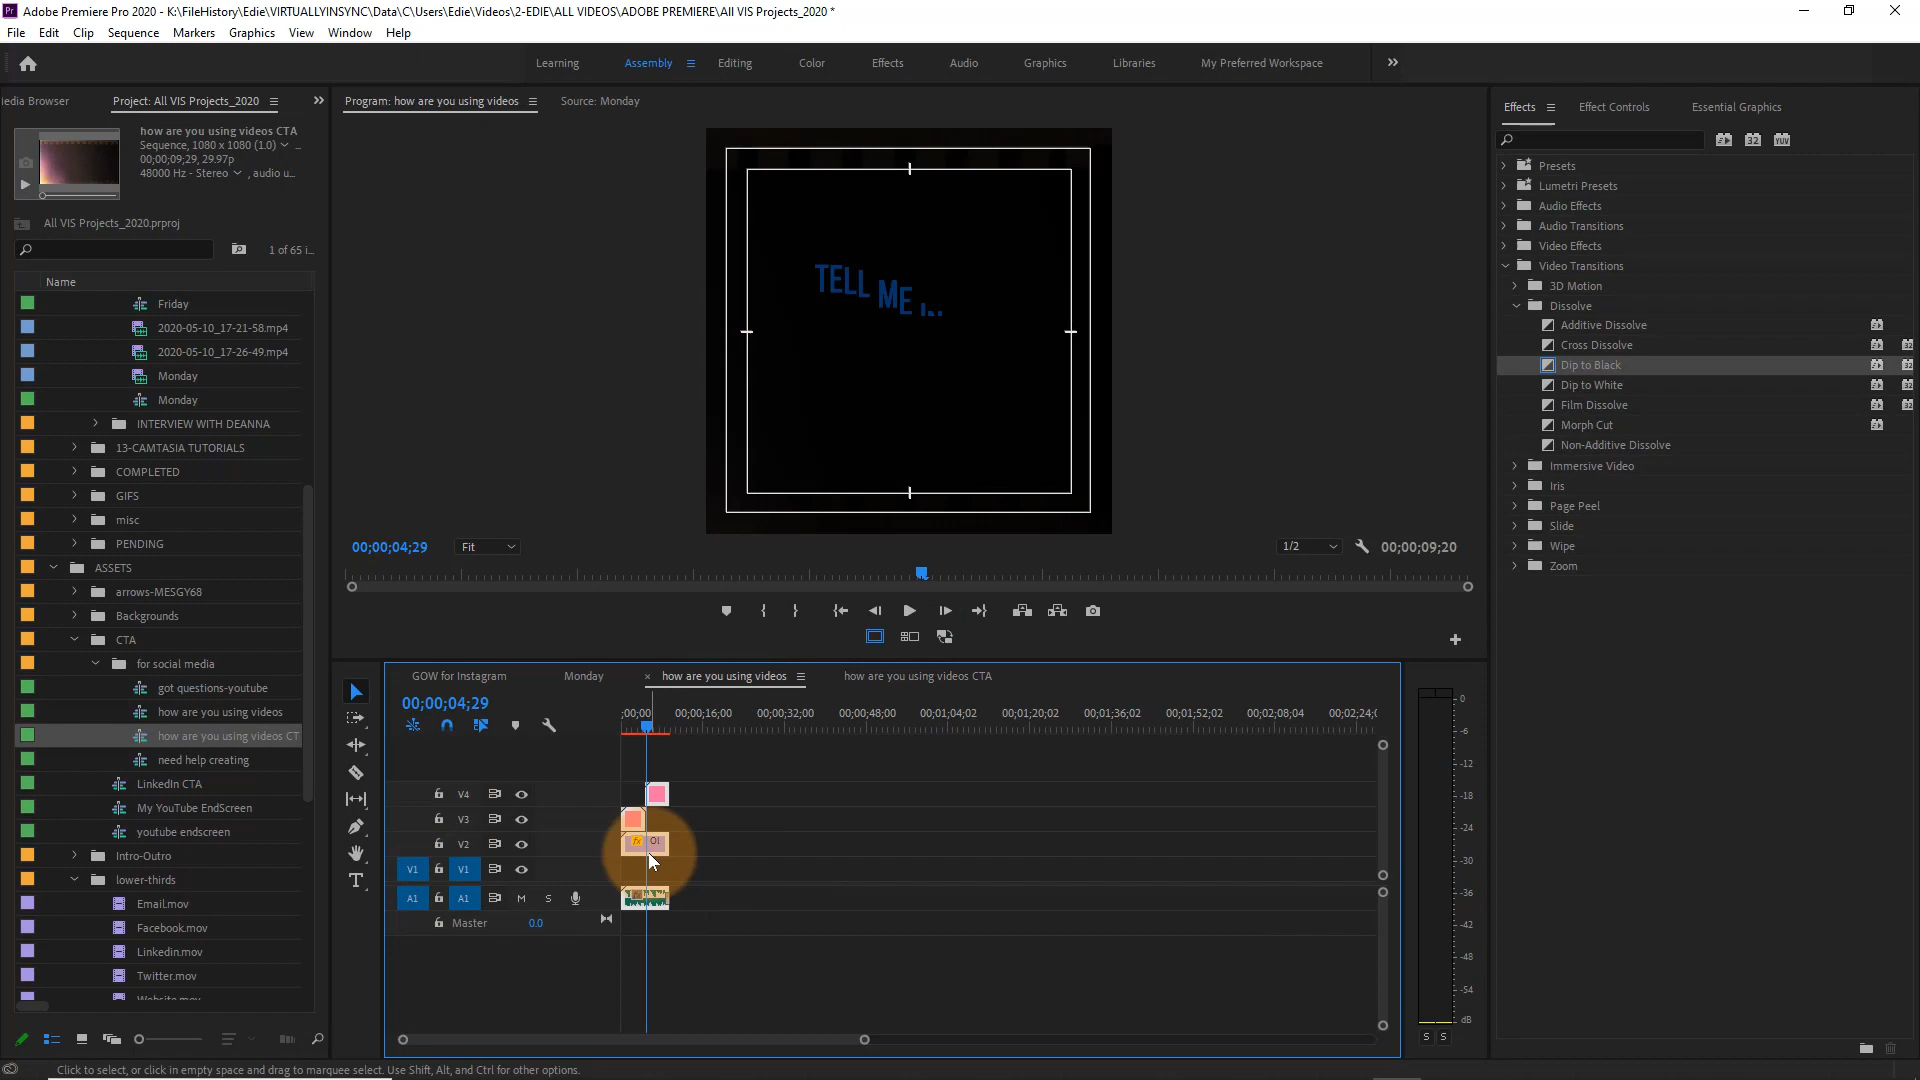 Adobe Premiere Pro 2020 - K:\FileHistory\Edie\VIRTUALLYINSYNC\Data\C\Users\Edie\Videos\2-EDIE\ALL VIDEOS\ADOBE PREMIERE\All VIS Projects_2020 *
File Edit Clip Sequence Markers Graphics View Window Help
Learning Assembly Editing Color Effects Audio Graphics Libraries My Preferred Workspace
edia Browser Project: All VIS Projects_2020
how are you using videos CTA
Sequence, 1080 x 1080 (1.0) ...
00;00;09;29, 29.97p
48000 Hz - Stereo , audio u...
All VIS Projects_2020.prproj
1 of 65 i...
Name
Friday
2020-05-10_17-21-58.mp4
2020-05-10_17-26-49.mp4
Monday
Monday
INTERVIEW WITH DEANNA
13-CAMTASIA TUTORIALS
COMPLETED
GIFS
misc
PENDING
ASSETS
arrows-MESGY68
Backgrounds
CTA
for social media
got questions-youtube
how are you using videos
how are you using videos CT
need help creating
LinkedIn CTA
My YouTube EndScreen
youtube endscreen
Intro-Outro
lower-thirds
Email.mov
Facebook.mov
Linkedin.mov
Twitter.mov
Website.mov
Program: how are you using videos Source: Monday
TELL ME
00;00;04;29 Fit 1/2 00;00;09;20
GOW for Instagram Monday × how are you using videos how are you using videos CTA
00;00;04;29
;00;00 00;00;16;00 00;00;32;00 00;00;48;00 00;01;04;02 00;01;20;02 00;01;36;02 00;01;52;02 00;02;08;04 00;02;24;0
V4
V3
V2 fx Ol
V1 V1
A1 A1 M S
Master 0.0
0
-6
-12
-18
-24
-30
-36
-42
-48
-54
dB
S S
Effects Effect Controls Essential Graphics
32 YUV
Presets
Lumetri Presets
Audio Effects
Audio Transitions
Video Effects
Video Transitions
3D Motion
Dissolve
Additive Dissolve
Cross Dissolve 32
Dip to Black 32
Dip to White 32
Film Dissolve 32
Morph Cut
Non-Additive Dissolve
Immersive Video
Iris
Page Peel
Slide
Wipe
Zoom
Click to select, or click in empty space and drag to marquee select. Use Shift, Alt, and Ctrl for other options.